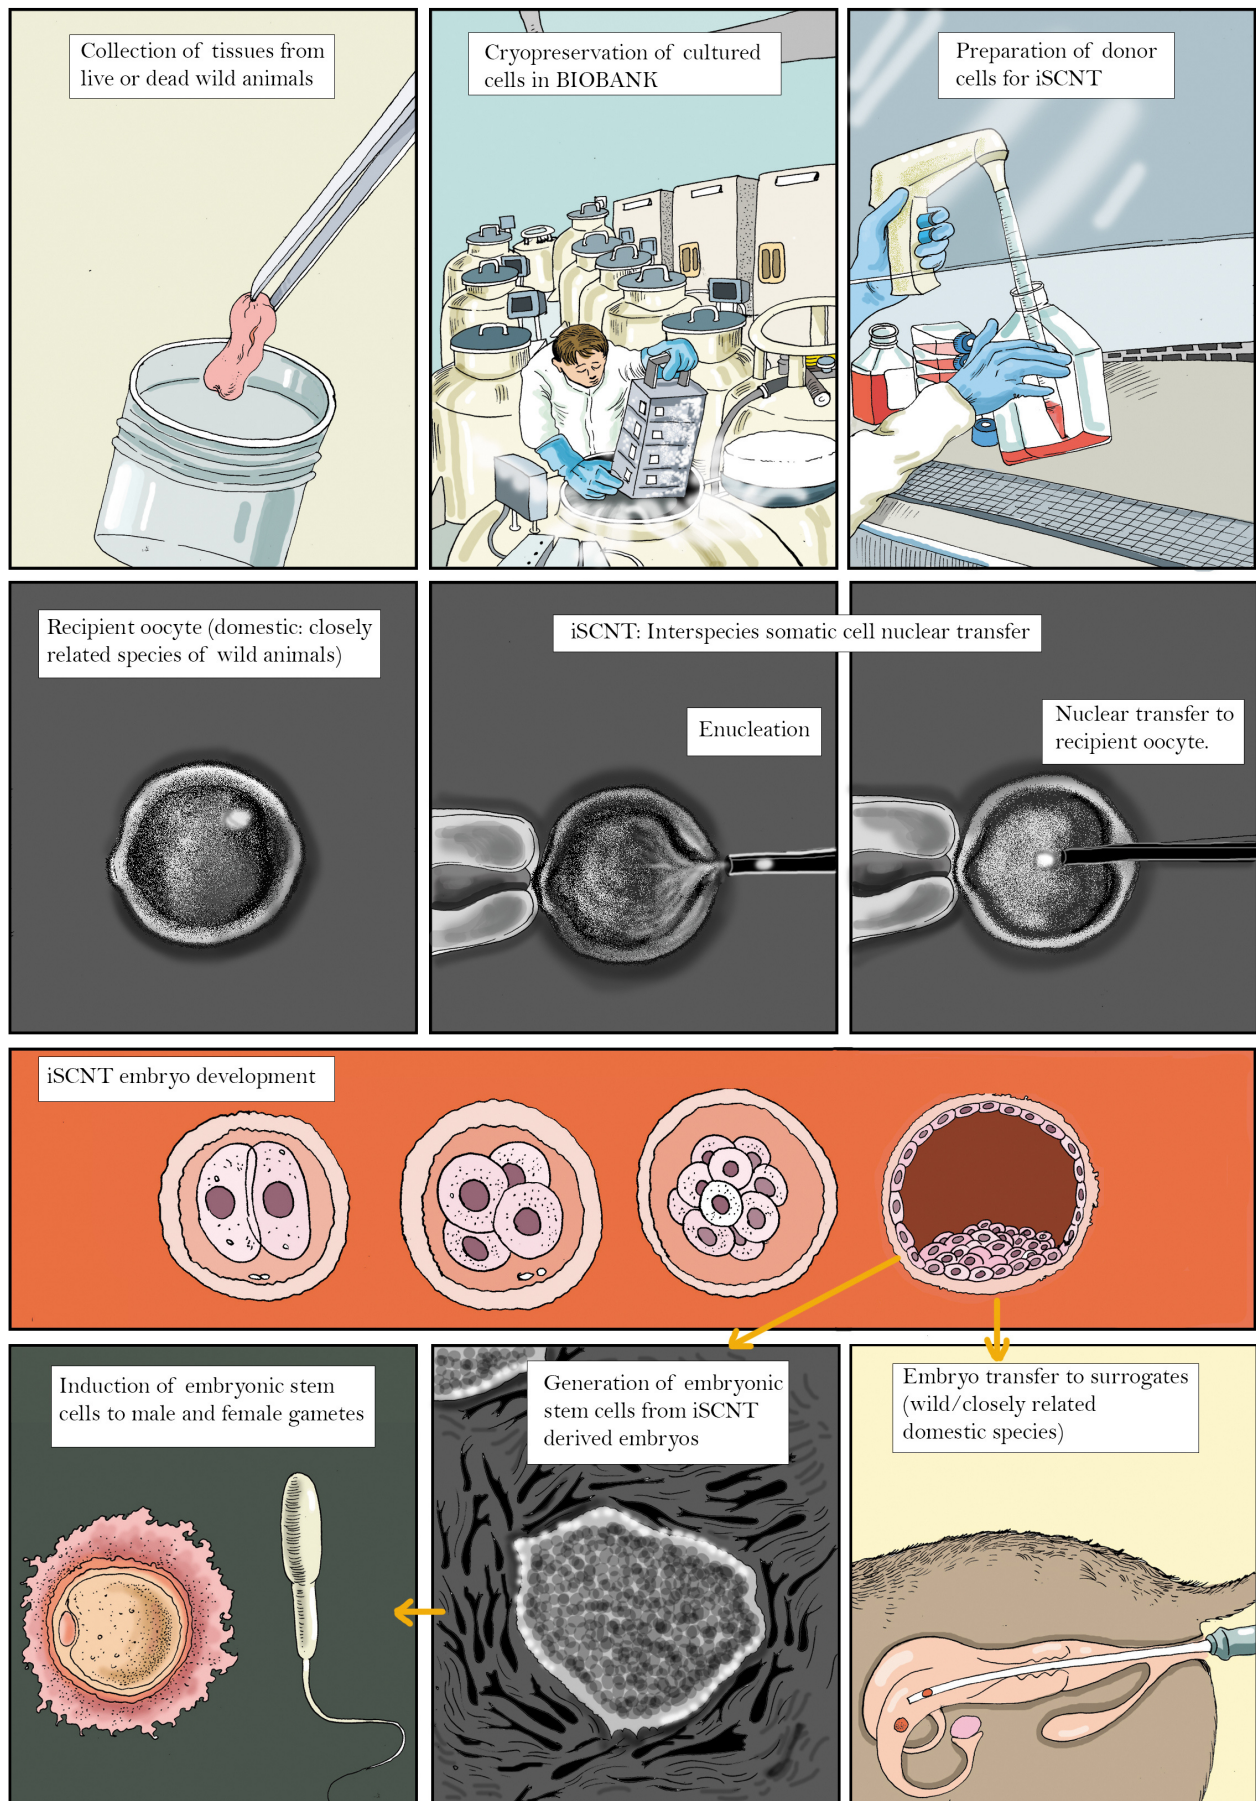 Collection of tissues from
live or dead wild animals
Cryopreservation of cultured
cells in BIOBANK
Preparation of donor
cells for iSCNT
Recipient oocyte (domestic: closely
related species of wild animals)
iSCNT: Interspecies somatic cell nuclear transfer
Enucleation
Nuclear transfer to
recipient oocyte.
iSCNT embryo development
Induction of embryonic stem
cells to male and female gametes
Generation of embryonic
stem cells from iSCNT
derived embryos
Embryo transfer to surrogates
(wild/closely related
domestic species)